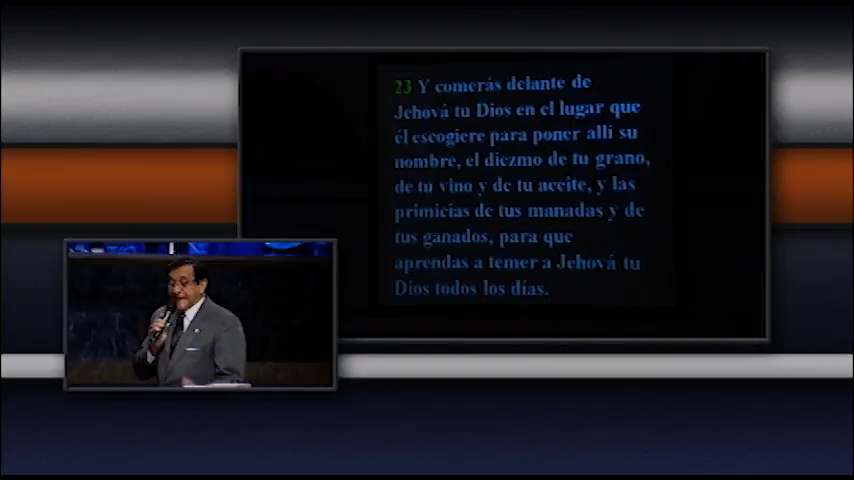 23 Y comerás delante de
Jehová tu Dios en el lugar que
él escogiere para poner allí su
nombre, el diezmo de tu grano,
de tu vino y de tu aceite, y las
primicias de tus manadas y de
tus ganados, para que
aprendas a temer a Jehová tu
Dios todos los días.